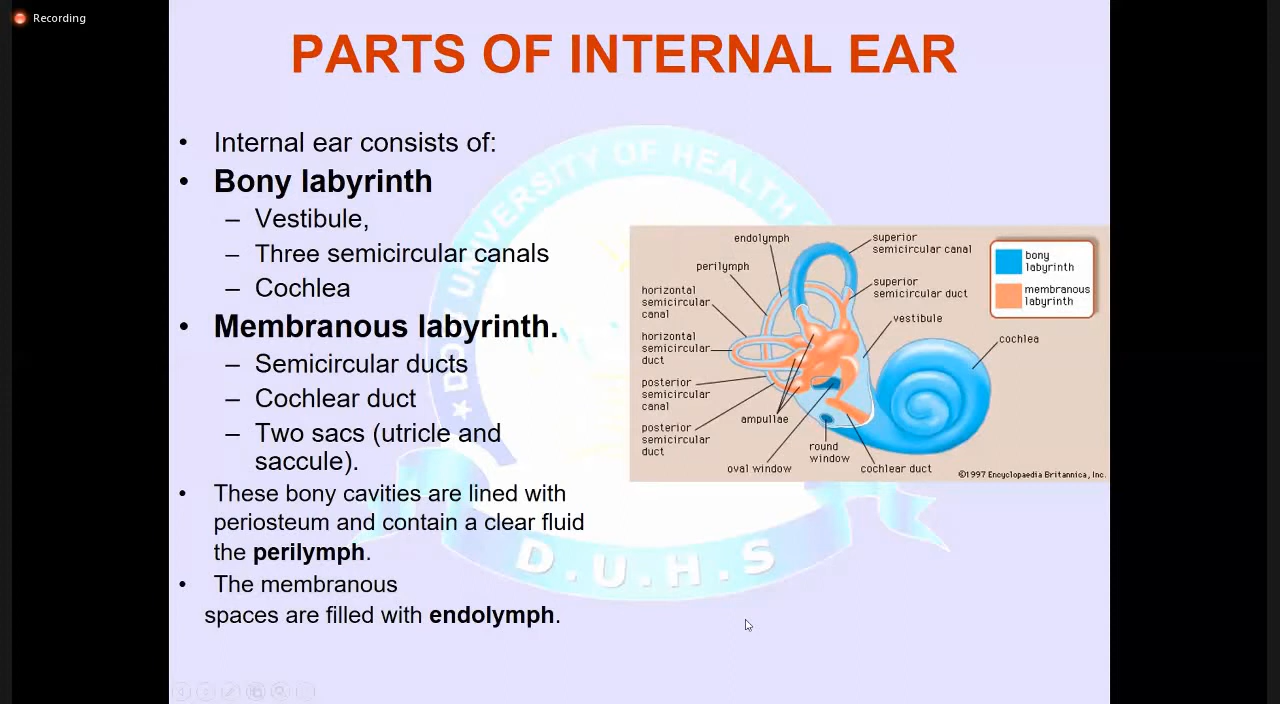 Recording
PARTS OF INTERNAL EAR
• Internal ear consists of:
• Bony labyrinth
– Vestibule,
– Three semicircular canals
– Cochlea
• Membranous labyrinth.
– Semicircular ducts
– Cochlear duct
– Two sacs (utricle and
saccule).
• These bony cavities are lined with
periosteum and contain a clear fluid
the perilymph.
• The membranous
spaces are filled with endolymph.
endolymph
perilymph
horizontal
semicircular
canal
horizontal
semicircular
duct
posterior
semicircular
canal
posterior
semicircular
duct
ampullae
oval window
round
window
cochlear duct
superior
semicircular canal
superior
semicircular duct
vestibule
cochlea
bony
labyrinth
membranous
labyrinth
©1997 Encyclopaedia Britannica, Inc.
UNIVERSITY OF HEALTH
D.U.H.S